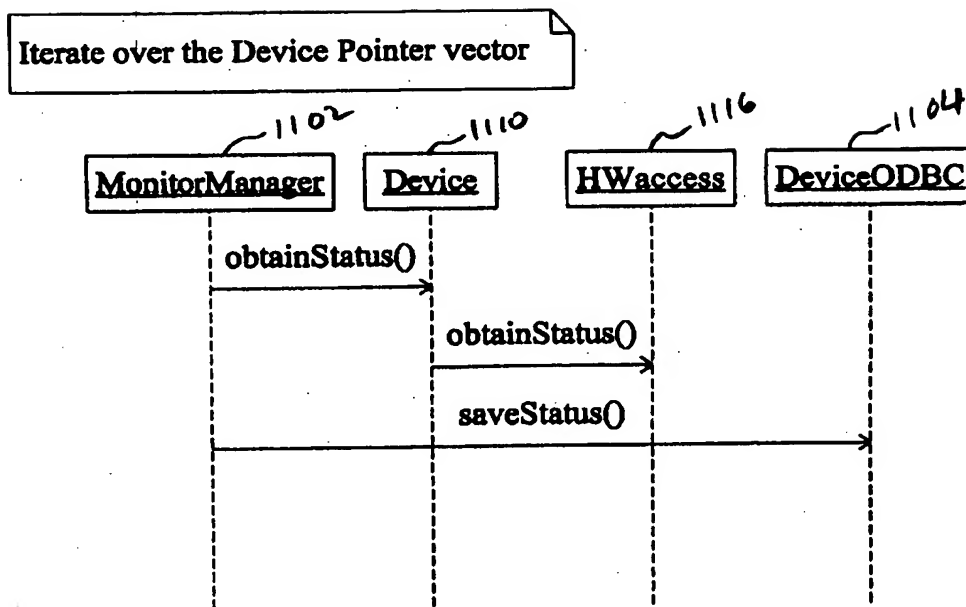 Iterate over the Device Pointer vector
1102 1110 1116 1104
MonitorManager Device HWaccess DeviceODBC
obtainStatus()
obtainStatus()
saveStatus()